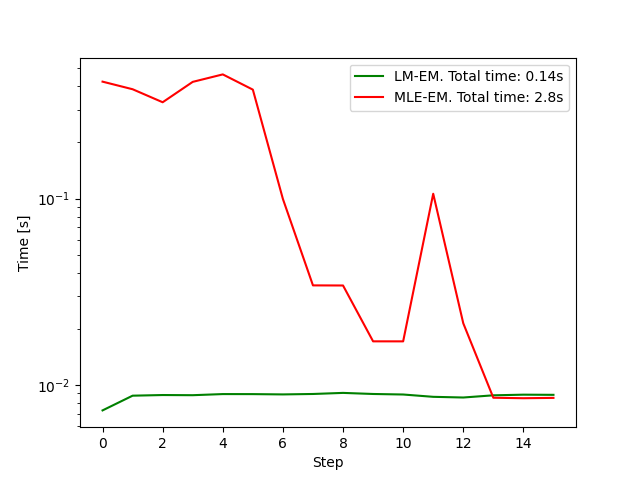 LM-EM. Total time: 0.14s
MLE-EM. Total time: 2.8s
Time [s]
10⁻¹
10⁻²
0 2 4 6 8 10 12 14
Step